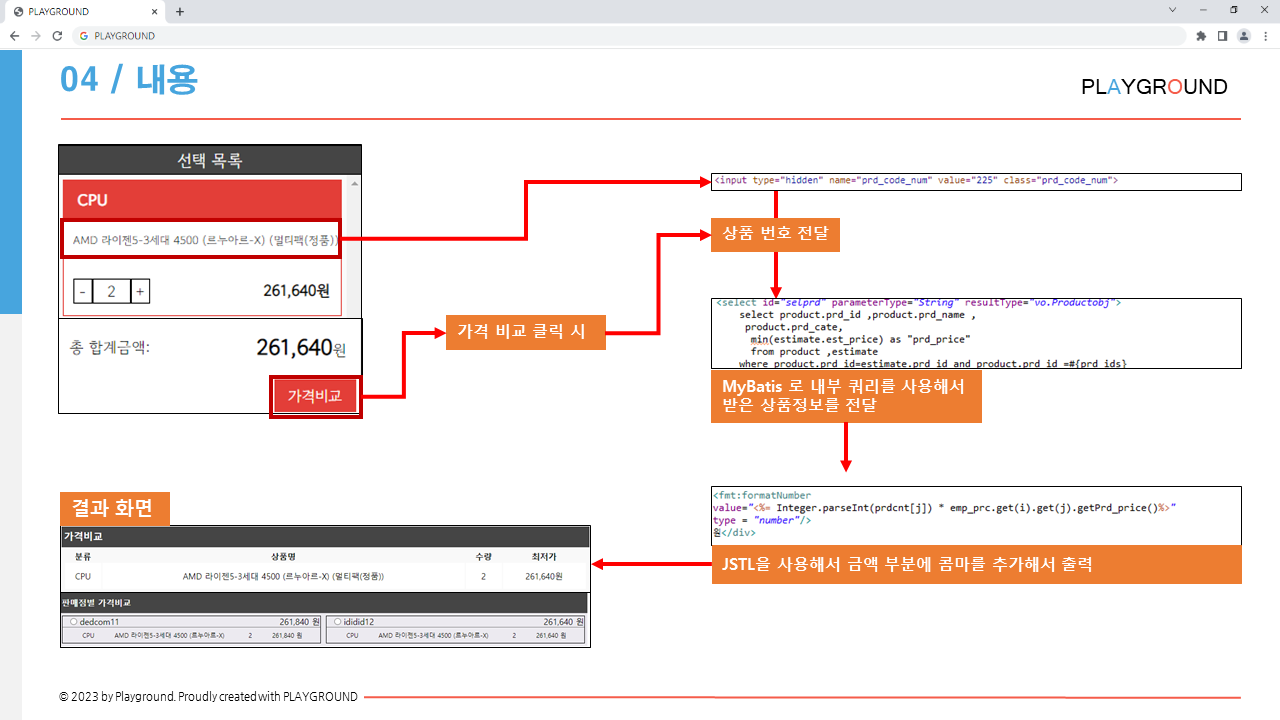 PLAYGROUND
PLAYGROUND
04 / 내용
PLAYGROUND
선택 목록
CPU
AMD 라이젠5-3세대 4500 (르누아르-X) (멀티팩(정품))
- 2 + 261,640원
총 합계금액: 261,640원
가격비교
가격 비교 클릭 시
<input type="hidden" name="prd_code_num" value="225" class="prd_code_num">
상품 번호 전달
<select id="selprd" parameterType="String" resultType="vo.Productobj">
select product.prd_id ,product.prd_name ,
product.prd_cate,
min(estimate.est_price) as "prd_price"
from product ,estimate
where product.prd_id=estimate.prd_id and product.prd_id =#{prd_ids}
MyBatis 로 내부 쿼리를 사용해서
받은 상품정보를 전달
<fmt:formatNumber
value="<%= Integer.parseInt(prdcnt[j]) * emp_prc.get(i).get(j).getPrd_price()%>"
type = "number"/>
원</div>
JSTL을 사용해서 금액 부분에 콤마를 추가해서 출력
결과 화면
가격비교
분류 상품명 수량 최저가
CPU AMD 라이젠5-3세대 4500 (르누아르-X) (멀티팩(정품)) 2 261,640원
판매점별 가격비교
dedcom11 261,840 원
CPU AMD 라이젠5-3세대 4500 (르누아르-X) 2 261,840 원
ididid12 261,640 원
CPU AMD 라이젠5-3세대 4500 (르누아르-X) 2 261,640 원
© 2023 by Playground. Proudly created with PLAYGROUND